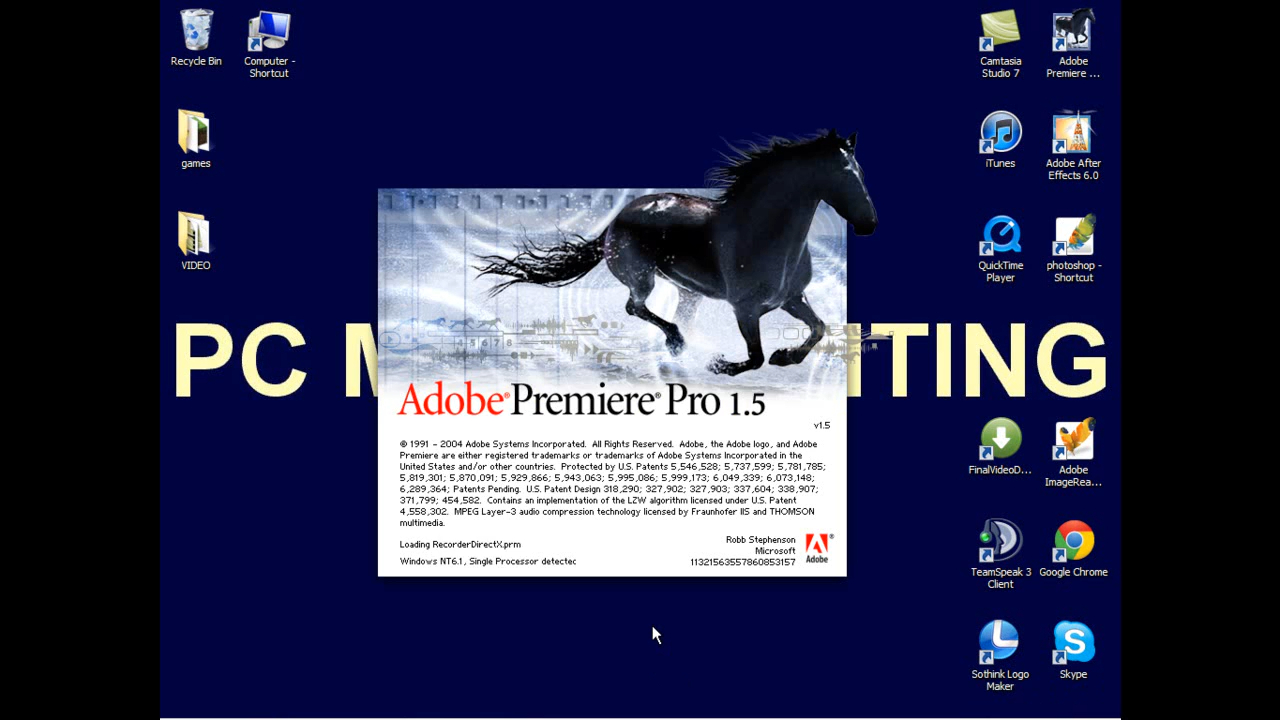 Recycle Bin
Computer -
Shortcut
Camtasia
Studio 7
Adobe
Premiere ...
games
iTunes
Adobe After
Effects 6.0
VIDEO
QuickTime
Player
photoshop -
Shortcut
PC M
TING
Adobe® Premiere® Pro 1.5
v1.5
© 1991 - 2004 Adobe Systems Incorporated. All Rights Reserved. Adobe, the Adobe logo, and Adobe
Premiere are either registered trademarks or trademarks of Adobe Systems Incorporated in the
United States and/or other countries. Protected by U.S. Patents 5,546,528; 5,737,599; 5,781,785;
5,819,301; 5,870,091; 5,929,866; 5,943,063; 5,995,086; 5,999,173; 6,049,339; 6,073,148;
6,289,364; Patents Pending. U.S. Patent Design 318,290; 327,902; 327,903; 337,604; 338,907;
371,799; 454,582. Contains an implementation of the LZW algorithm licensed under U.S. Patent
4,558,302. MPEG Layer-3 audio compression technology licensed by Fraunhofer IIS and THOMSON
multimedia.
Loading RecorderDirectX.prm
Windows NT6.1, Single Processor detectec
Robb Stephenson
Microsoft
11321563557860853157
Adobe
FinalVideoD...
Adobe
ImageRea...
TeamSpeak 3
Client
Google Chrome
Sothink Logo
Maker
Skype